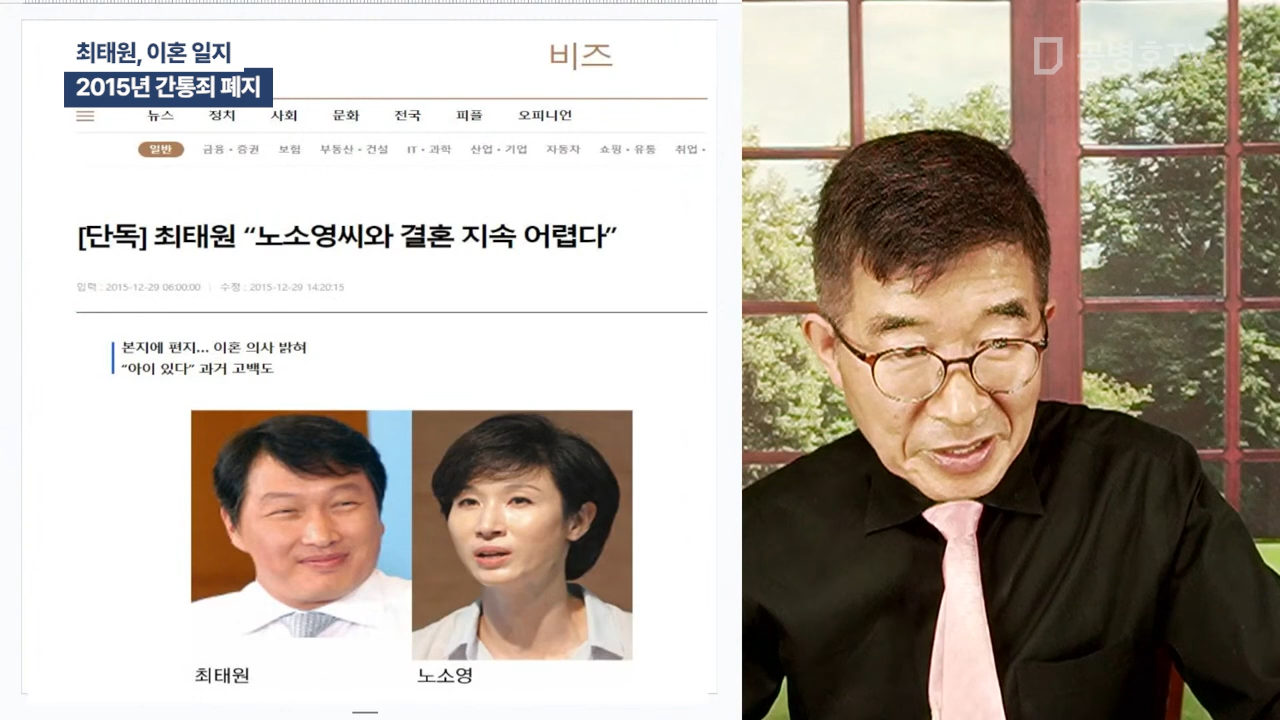 최태원, 이혼 일지
2015년 간통죄 폐지
비즈
공병호TV
뉴스 정치 사회 문화 전국 피플 오피니언
일반 금융·증권 보험 부동산·건설 IT·과학 산업·기업 자동차 쇼핑·유통 취업·
[단독] 최태원 “노소영씨와 결혼 지속 어렵다”
입력 : 2015-12-29 06:00:00 | 수정 : 2015-12-29 14:20:15
본지에 편지... 이혼 의사 밝혀
“아이 있다” 과거 고백도
최태원
노소영